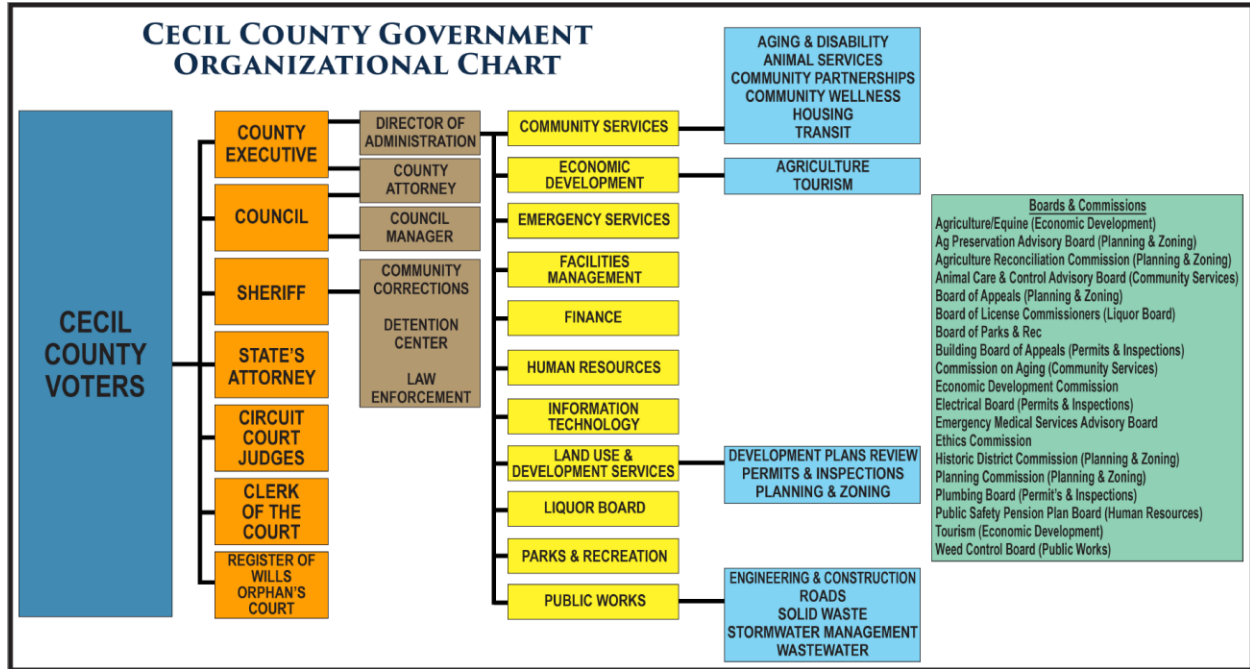 CECIL COUNTY GOVERNMENT
ORGANIZATIONAL CHART
CECIL
COUNTY
VOTERS
COUNTY
EXECUTIVE
COUNCIL
SHERIFF
STATE'S
ATTORNEY
CIRCUIT
COURT
JUDGES
CLERK
OF THE
COURT
REGISTER OF
WILLS
ORPHAN'S
COURT
DIRECTOR OF
ADMINISTRATION
COUNTY
ATTORNEY
COUNCIL
MANAGER
COMMUNITY
CORRECTIONS
DETENTION
CENTER
LAW
ENFORCEMENT
COMMUNITY SERVICES
ECONOMIC
DEVELOPMENT
EMERGENCY SERVICES
FACILITIES
MANAGEMENT
FINANCE
HUMAN RESOURCES
INFORMATION
TECHNOLOGY
LAND USE &
DEVELOPMENT SERVICES
LIQUOR BOARD
PARKS & RECREATION
PUBLIC WORKS
AGING & DISABILITY
ANIMAL SERVICES
COMMUNITY PARTNERSHIPS
COMMUNITY WELLNESS
HOUSING
TRANSIT
AGRICULTURE
TOURISM
DEVELOPMENT PLANS REVIEW
PERMITS & INSPECTIONS
PLANNING & ZONING
ENGINEERING & CONSTRUCTION
ROADS
SOLID WASTE
STORMWATER MANAGEMENT
WASTEWATER
Boards & Commissions
Agriculture/Equine (Economic Development)
Ag Preservation Advisory Board (Planning & Zoning)
Agriculture Reconciliation Commission (Planning & Zoning)
Animal Care & Control Advisory Board (Community Services)
Board of Appeals (Planning & Zoning)
Board of License Commissioners (Liquor Board)
Board of Parks & Rec
Building Board of Appeals (Permits & Inspections)
Commission on Aging (Community Services)
Economic Development Commission
Electrical Board (Permits & Inspections)
Emergency Medical Services Advisory Board
Ethics Commission
Historic District Commission (Planning & Zoning)
Planning Commission (Planning & Zoning)
Plumbing Board (Permit's & Inspections)
Public Safety Pension Plan Board (Human Resources)
Tourism (Economic Development)
Weed Control Board (Public Works)